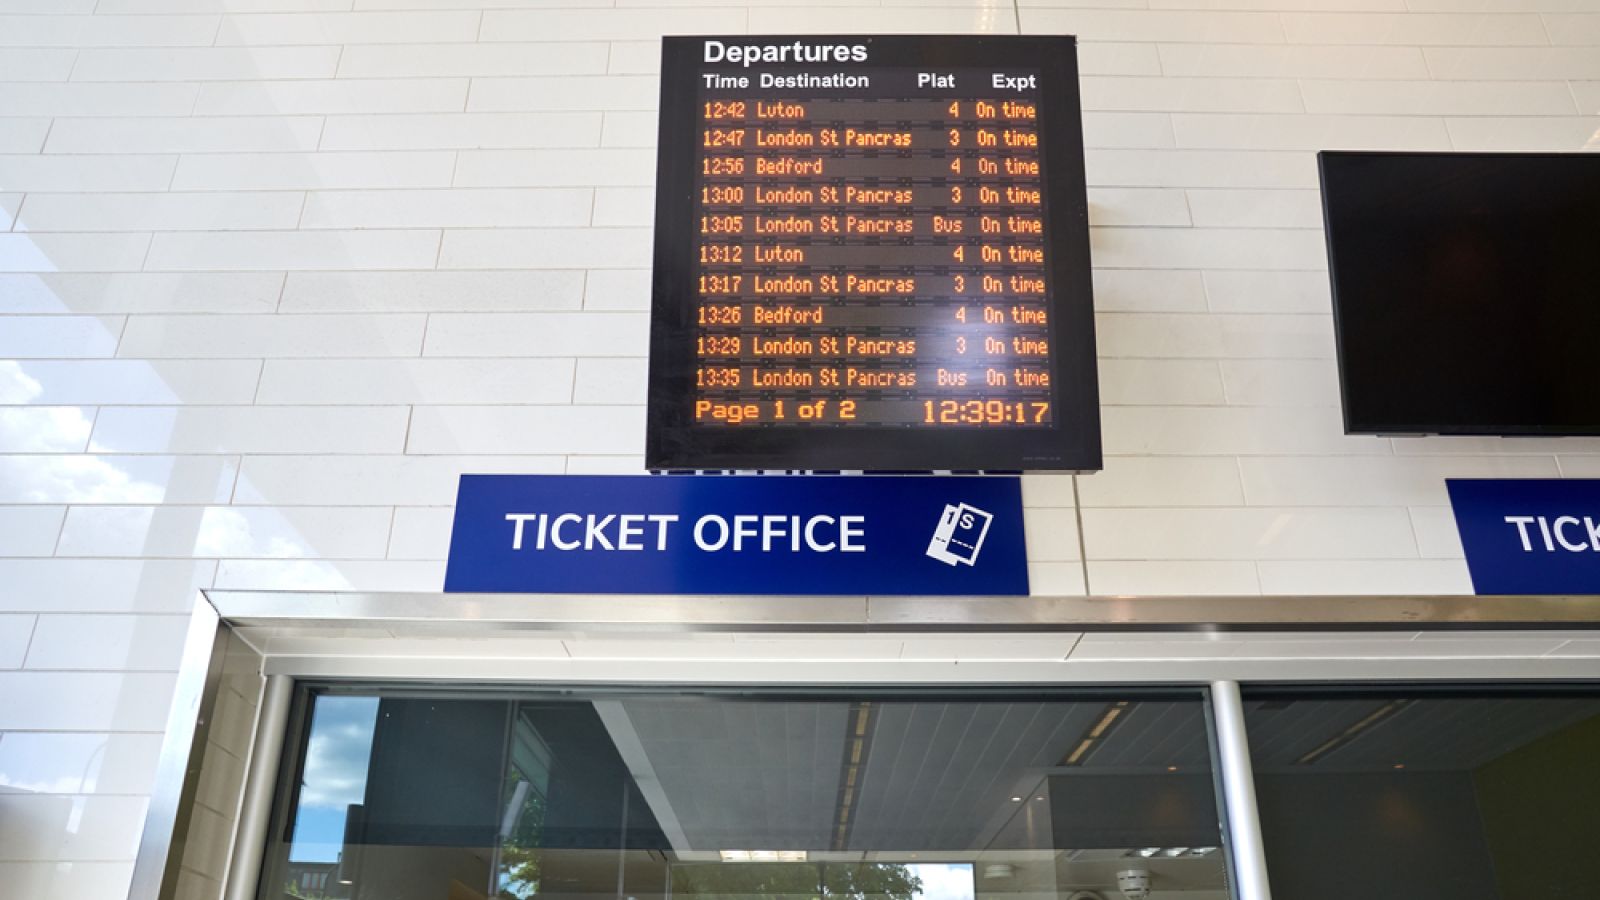 Departures
Time Destination Plat Expt
12:42 Luton 4 On time
12:47 London St Pancras 3 On time
12:56 Bedford 4 On time
13:00 London St Pancras 3 On time
13:05 London St Pancras Bus On time
13:12 Luton 4 On time
13:17 London St Pancras 3 On time
13:26 Bedford 4 On time
13:29 London St Pancras 3 On time
13:35 London St Pancras Bus On time
Page 1 of 2 12:39:17
TICKET OFFICE
1 S